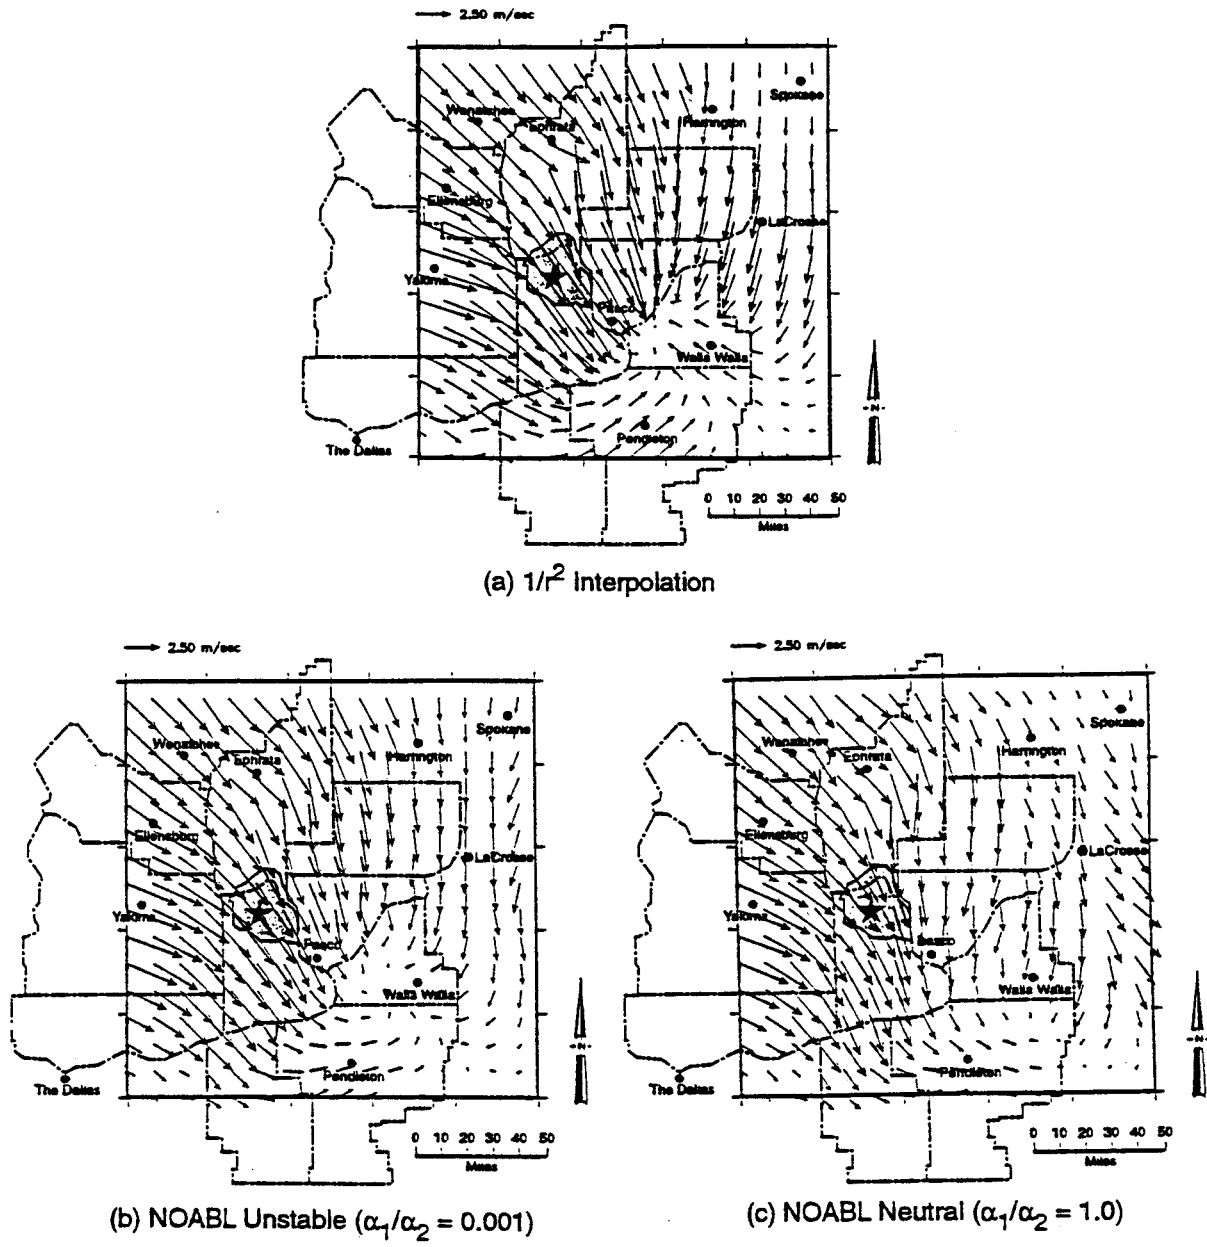 2.50 m/sec
Spokane
Wenatchee
Ephrata
Harrington
Ellensburg
LaCrosse
Yakima
Pasco
Walla Walla
-N-
Pendleton
The Dalles
0 10 20 30 40 50
Miles
(a) 1/r² Interpolation
2.50 m/sec
Spokane
Wenatchee
Ephrata
Harrington
Ellensburg
LaCrosse
Yakima
Pasco
Walla Walla
-N-
Pendleton
The Dalles
0 10 20 30 40 50
Miles
(b) NOABL Unstable (α₁/α₂ = 0.001)
2.50 m/sec
Spokane
Wenatchee
Ephrata
Harrington
Ellensburg
LaCrosse
Yakima
Pasco
Walla Walla
-N-
Pendleton
The Dalles
0 10 20 30 40 50
Miles
(c) NOABL Neutral (α₁/α₂ = 1.0)